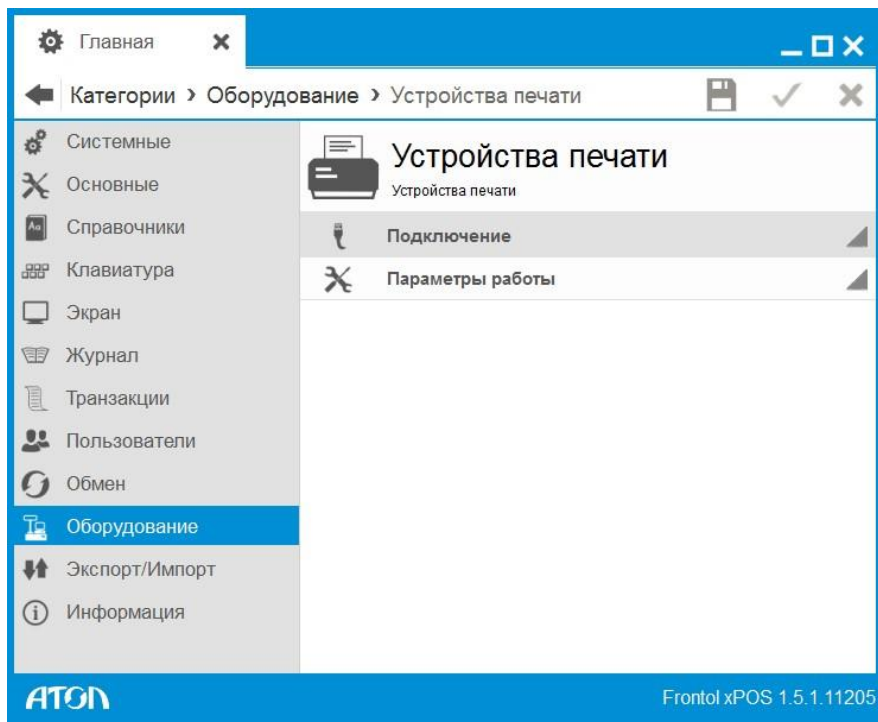 Главная
Категории › Оборудование › Устройства печати
Системные
Основные
Справочники
Клавиатура
Экран
Журнал
Транзакции
Пользователи
Обмен
Оборудование
Экспорт/Импорт
Информация
Устройства печати
Устройства печати
Подключение
Параметры работы
АТОЛ
Frontol xPOS 1.5.1.11205